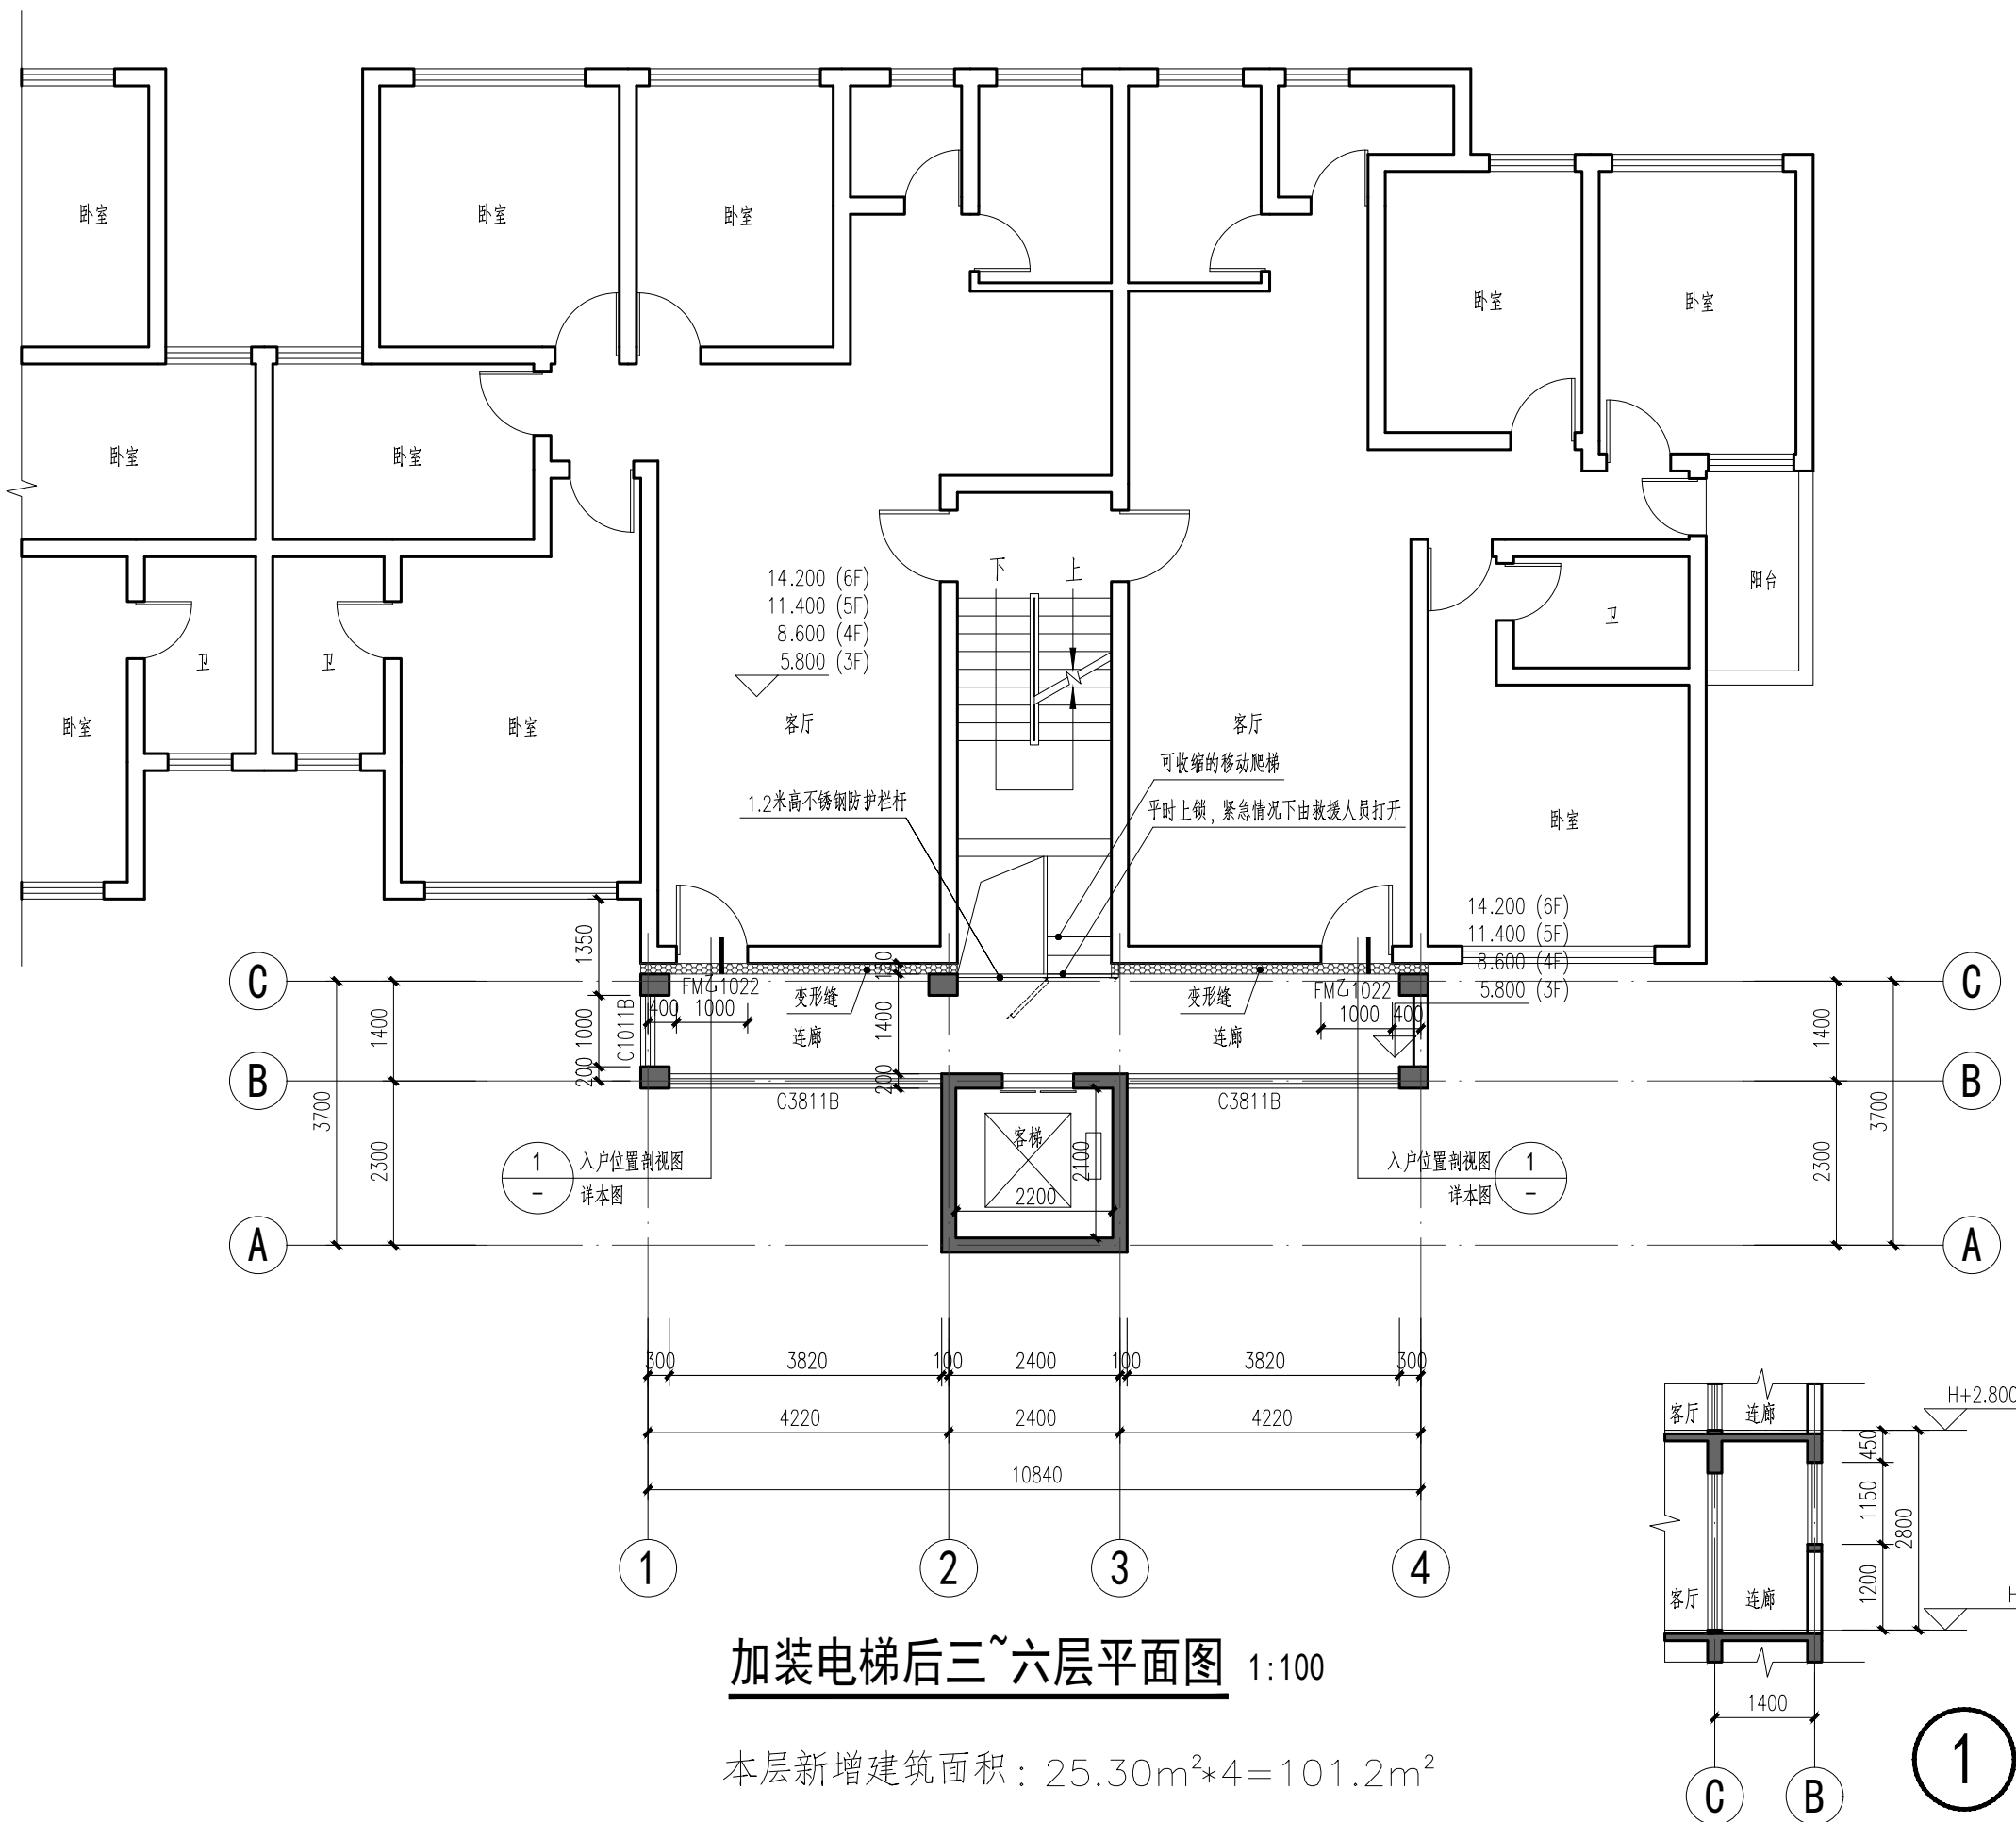 卧室
卧室
卧室
卧室
卧室
卧室
卧室
下
上
14.200 (6F)
11.400 (5F)
8.600 (4F)
5.800 (3F)
阳台
卫
卫
卫
卧室
卧室
客厅
客厅
可收缩的移动爬梯
1.2米高不锈钢防护栏杆
平时上锁，紧急情况下由救援人员打开
卧室
14.200 (6F)
11.400 (5F)
8.600 (4F)
5.800 (3F)
1350
150
C
C
FM乙1022
FM乙1022
变形缝
变形缝
400
1000
1000
400
1400
1000
C1011B
连廊
1400
连廊
1400
200
200
B
B
C3811B
C3811B
3700
3700
2300
2300
客梯
2100
2200
1
-
入户位置剖视图
详本图
入户位置剖视图
详本图
1
-
A
A
300
3820
100
2400
100
3820
300
4220
2400
4220
10840
1
2
3
4
H+2.800
客厅
连廊
450
1150
2800
1200
客厅
连廊
H
1400
C
B
1
加装电梯后三~六层平面图 1:100
本层新增建筑面积：25.30m²*4=101.2m²